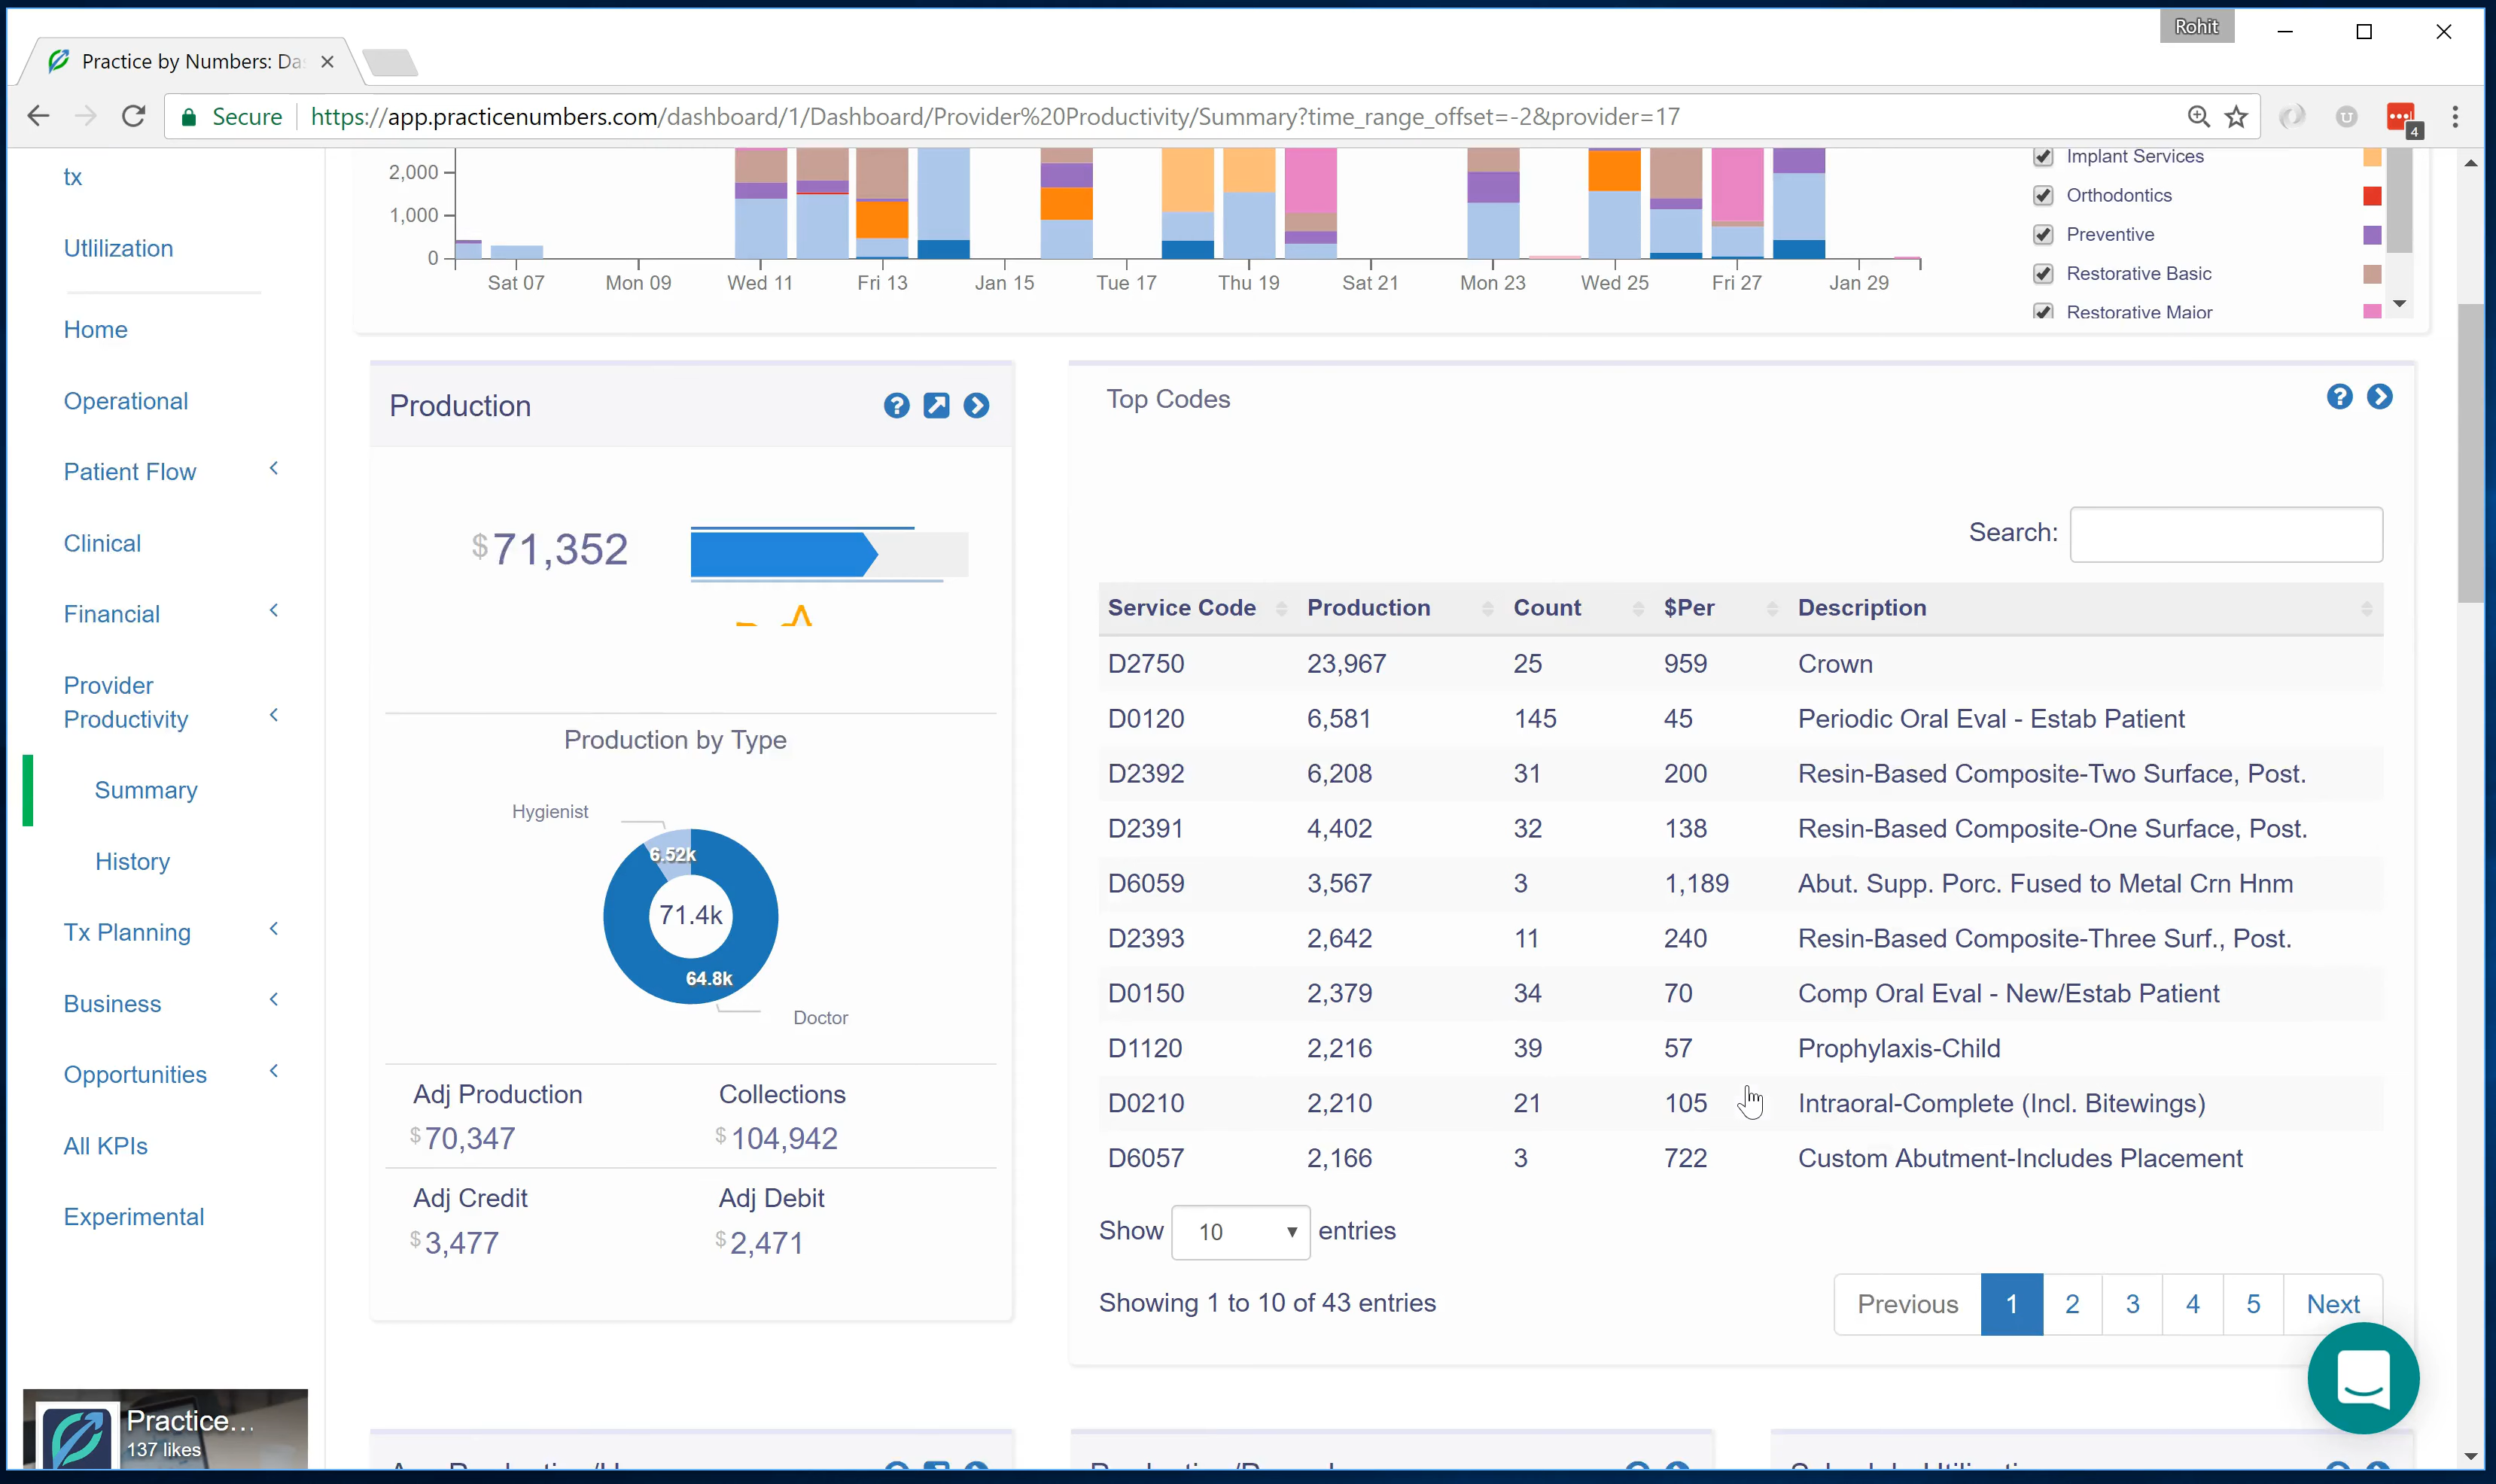 Rohit
Practice by Numbers: Da
Secure
https://app.practicenumbers.com/dashboard/1/Dashboard/Provider%20Productivity/Summary?time_range_offset=-2&provider=17
4
tx
Utlilization
Home
Operational
Patient Flow
Clinical
Financial
Provider
Productivity
Summary
History
Tx Planning
Business
Opportunities
All KPIs
Experimental
Practice...
137 likes
2,000
1,000
0
Sat 07 Mon 09 Wed 11 Fri 13 Jan 15 Tue 17 Thu 19 Sat 21 Mon 23 Wed 25 Fri 27 Jan 29
Implant Services
Orthodontics
Preventive
Restorative Basic
Restorative Major
Production
$71,352
Production by Type
Hygienist
6.52k
71.4k
64.8k
Doctor
Adj Production Collections
$70,347 $104,942
Adj Credit Adj Debit
$3,477 $2,471
Top Codes
Search:
Service Code Production Count $Per Description
D2750 23,967 25 959 Crown
D0120 6,581 145 45 Periodic Oral Eval - Estab Patient
D2392 6,208 31 200 Resin-Based Composite-Two Surface, Post.
D2391 4,402 32 138 Resin-Based Composite-One Surface, Post.
D6059 3,567 3 1,189 Abut. Supp. Porc. Fused to Metal Crn Hnm
D2393 2,642 11 240 Resin-Based Composite-Three Surf., Post.
D0150 2,379 34 70 Comp Oral Eval - New/Estab Patient
D1120 2,216 39 57 Prophylaxis-Child
D0210 2,210 21 105 Intraoral-Complete (Incl. Bitewings)
D6057 2,166 3 722 Custom Abutment-Includes Placement
Show 10 entries
Showing 1 to 10 of 43 entries
Previous 1 2 3 4 5 Next